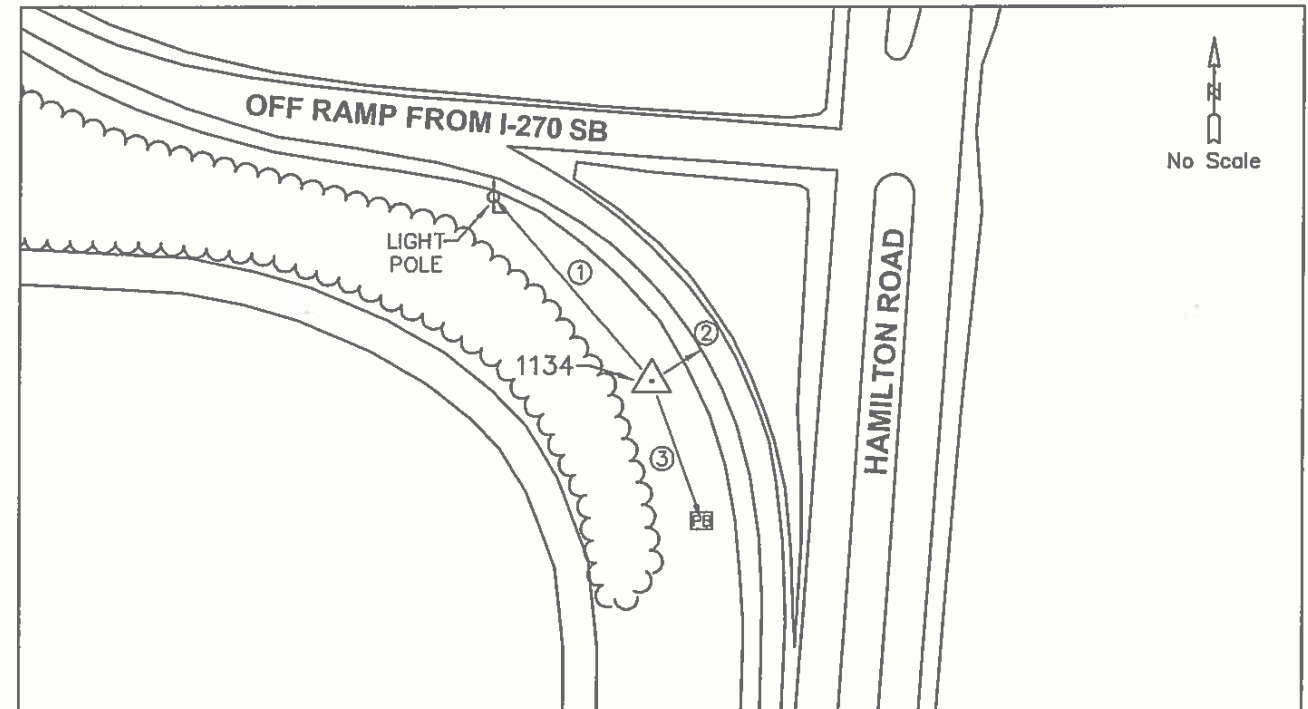 OFF RAMP FROM I-270 SB
N
No Scale
LIGHT
POLE
1
2
1134
HAMILTON ROAD
3
PB